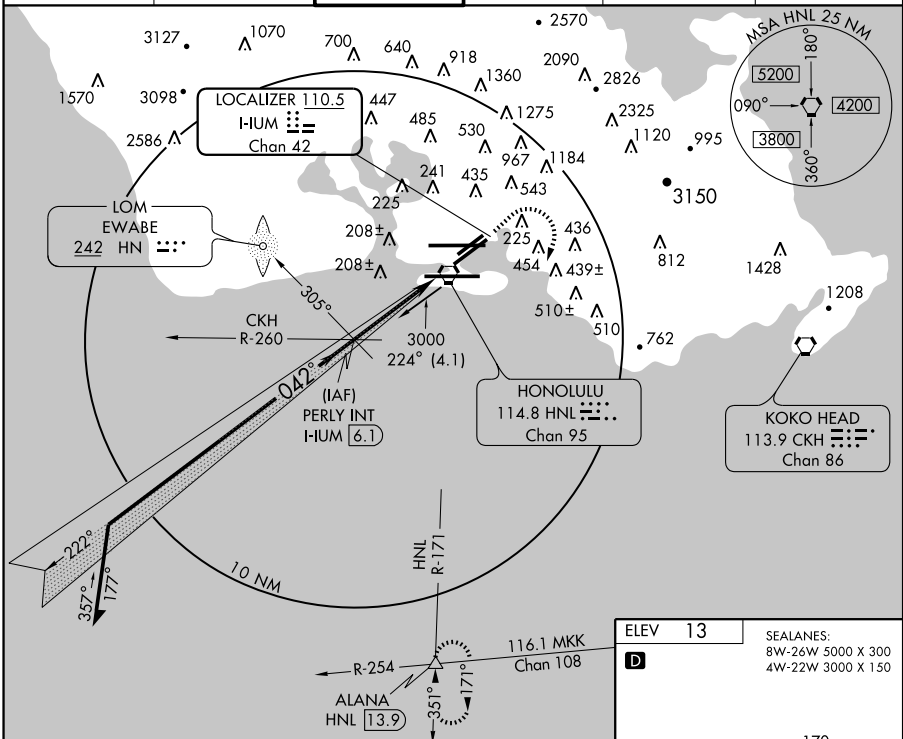 2570
3127
1070
700
640
918
2090
2826
1360
1570
3098
2325
1275
LOCALIZER 110.5
I-IUM
Chan 42
447
485
530
967
1184
1120
995
2586
MSA HNL 25 NM
180°
5200
090°
4200
3800
360°
241
435
543
225
3150
LOM
EWABE
242 HN
208±
208±
225
454
436
439±
812
1428
305°
510±
510
1208
CKH
R-260
3000
224° (4.1)
762
042°
(IAF)
PERLY INT
I-IUM 6.1
HONOLULU
114.8 HNL
Chan 95
KOKO HEAD
113.9 CKH
Chan 86
222°
357°
177°
10 NM
HNL
R-171
R-254
116.1 MKK
Chan 108
ALANA
HNL 13.9
351°
171°
ELEV 13
D
SEALANES:
8W-26W 5000 X 300
4W-22W 3000 X 150